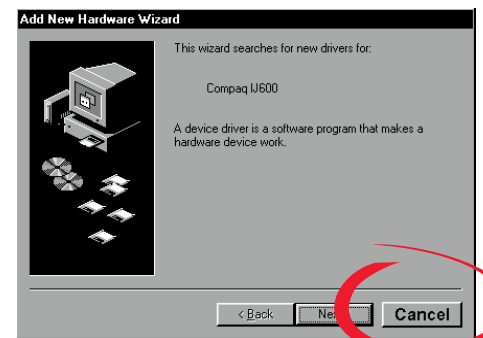 Add New Hardware Wizard
This wizard searches for new drivers for:
Compaq IJ600
A device driver is a software program that makes a
hardware device work.
< Back
Cancel